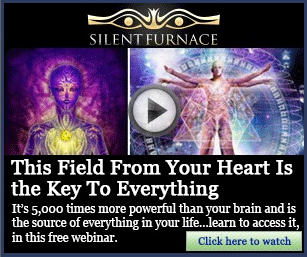 SILENT FURNACE
This Field From Your Heart Is
the Key To Everything
It's 5,000 times more powerful than your brain and is
the source of everything in your life...learn to access it,
in this free webinar.
Click here to watch